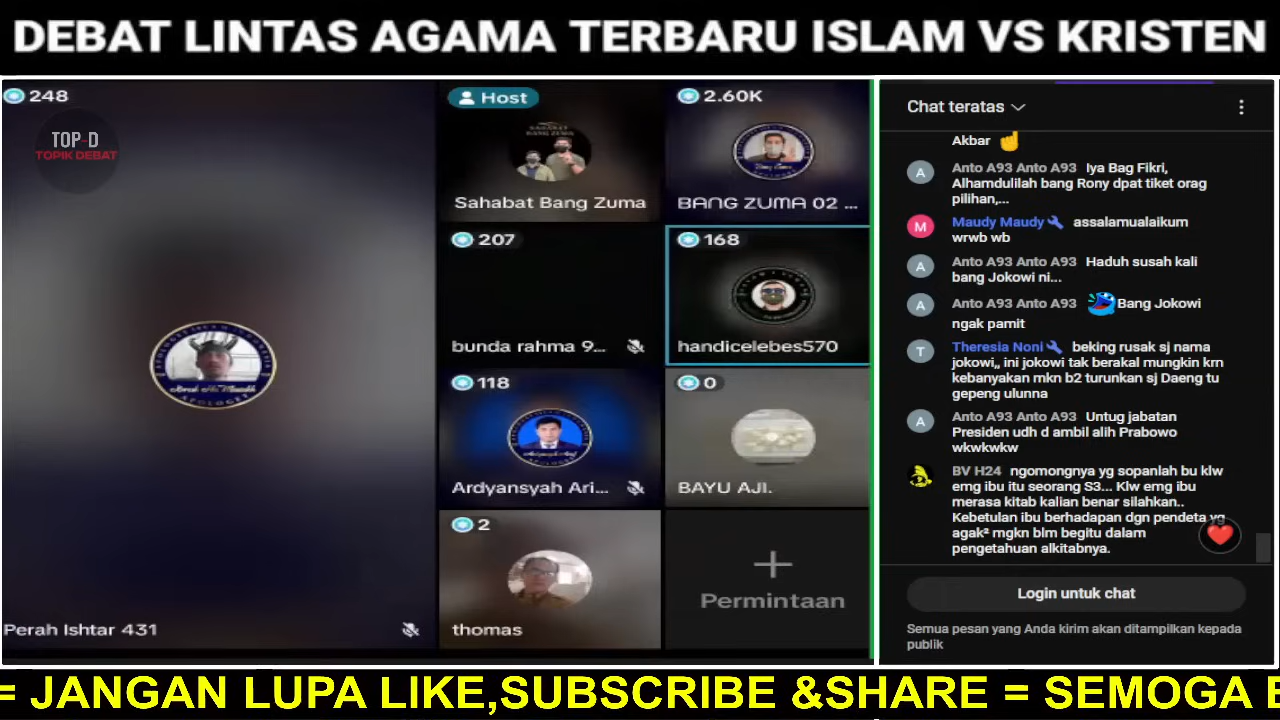 DEBAT LINTAS AGAMA TERBARU ISLAM VS KRISTEN
248
TOP-D
TOPIK DEBAT
Perah Ishtar 431
Host
Sahabat Bang Zuma
2.60K
BANG ZUMA 02 ...
207
bunda rahma 9...
168
handicelebes570
118
APOLOGET
Ardyansyah Ari...
0
BAYU AJI.
2
thomas
Permintaan
Chat teratas
Akbar
A Anto A93 Anto A93 Iya Bag Fikri,
Alhamdulilah bang Rony dpat tiket orag
pilihan,...
M Maudy Maudy assalamualaikum
wrwb wb
A Anto A93 Anto A93 Haduh susah kali
bang Jokowi ni...
A Anto A93 Anto A93 Bang Jokowi
ngak pamit
T Theresia Noni beking rusak sj nama
jokowi,, ini jokowi tak berakal mungkin krn
kebanyakan mkn b2 turunkan sj Daeng tu
gepeng ulunna
A Anto A93 Anto A93 Untug jabatan
Presiden udh d ambil alih Prabowo
wkwkwkw
BV H24 ngomongnya yg sopanlah bu klw
emg ibu itu seorang S3... Klw emg ibu
merasa kitab kalian benar silahkan..
Kebetulan ibu berhadapan dgn pendeta yg
agak² mgkn blm begitu dalam
pengetahuan alkitabnya.
Login untuk chat
Semua pesan yang Anda kirim akan ditampilkan kepada
publik
= JANGAN LUPA LIKE,SUBSCRIBE &SHARE = SEMOGA